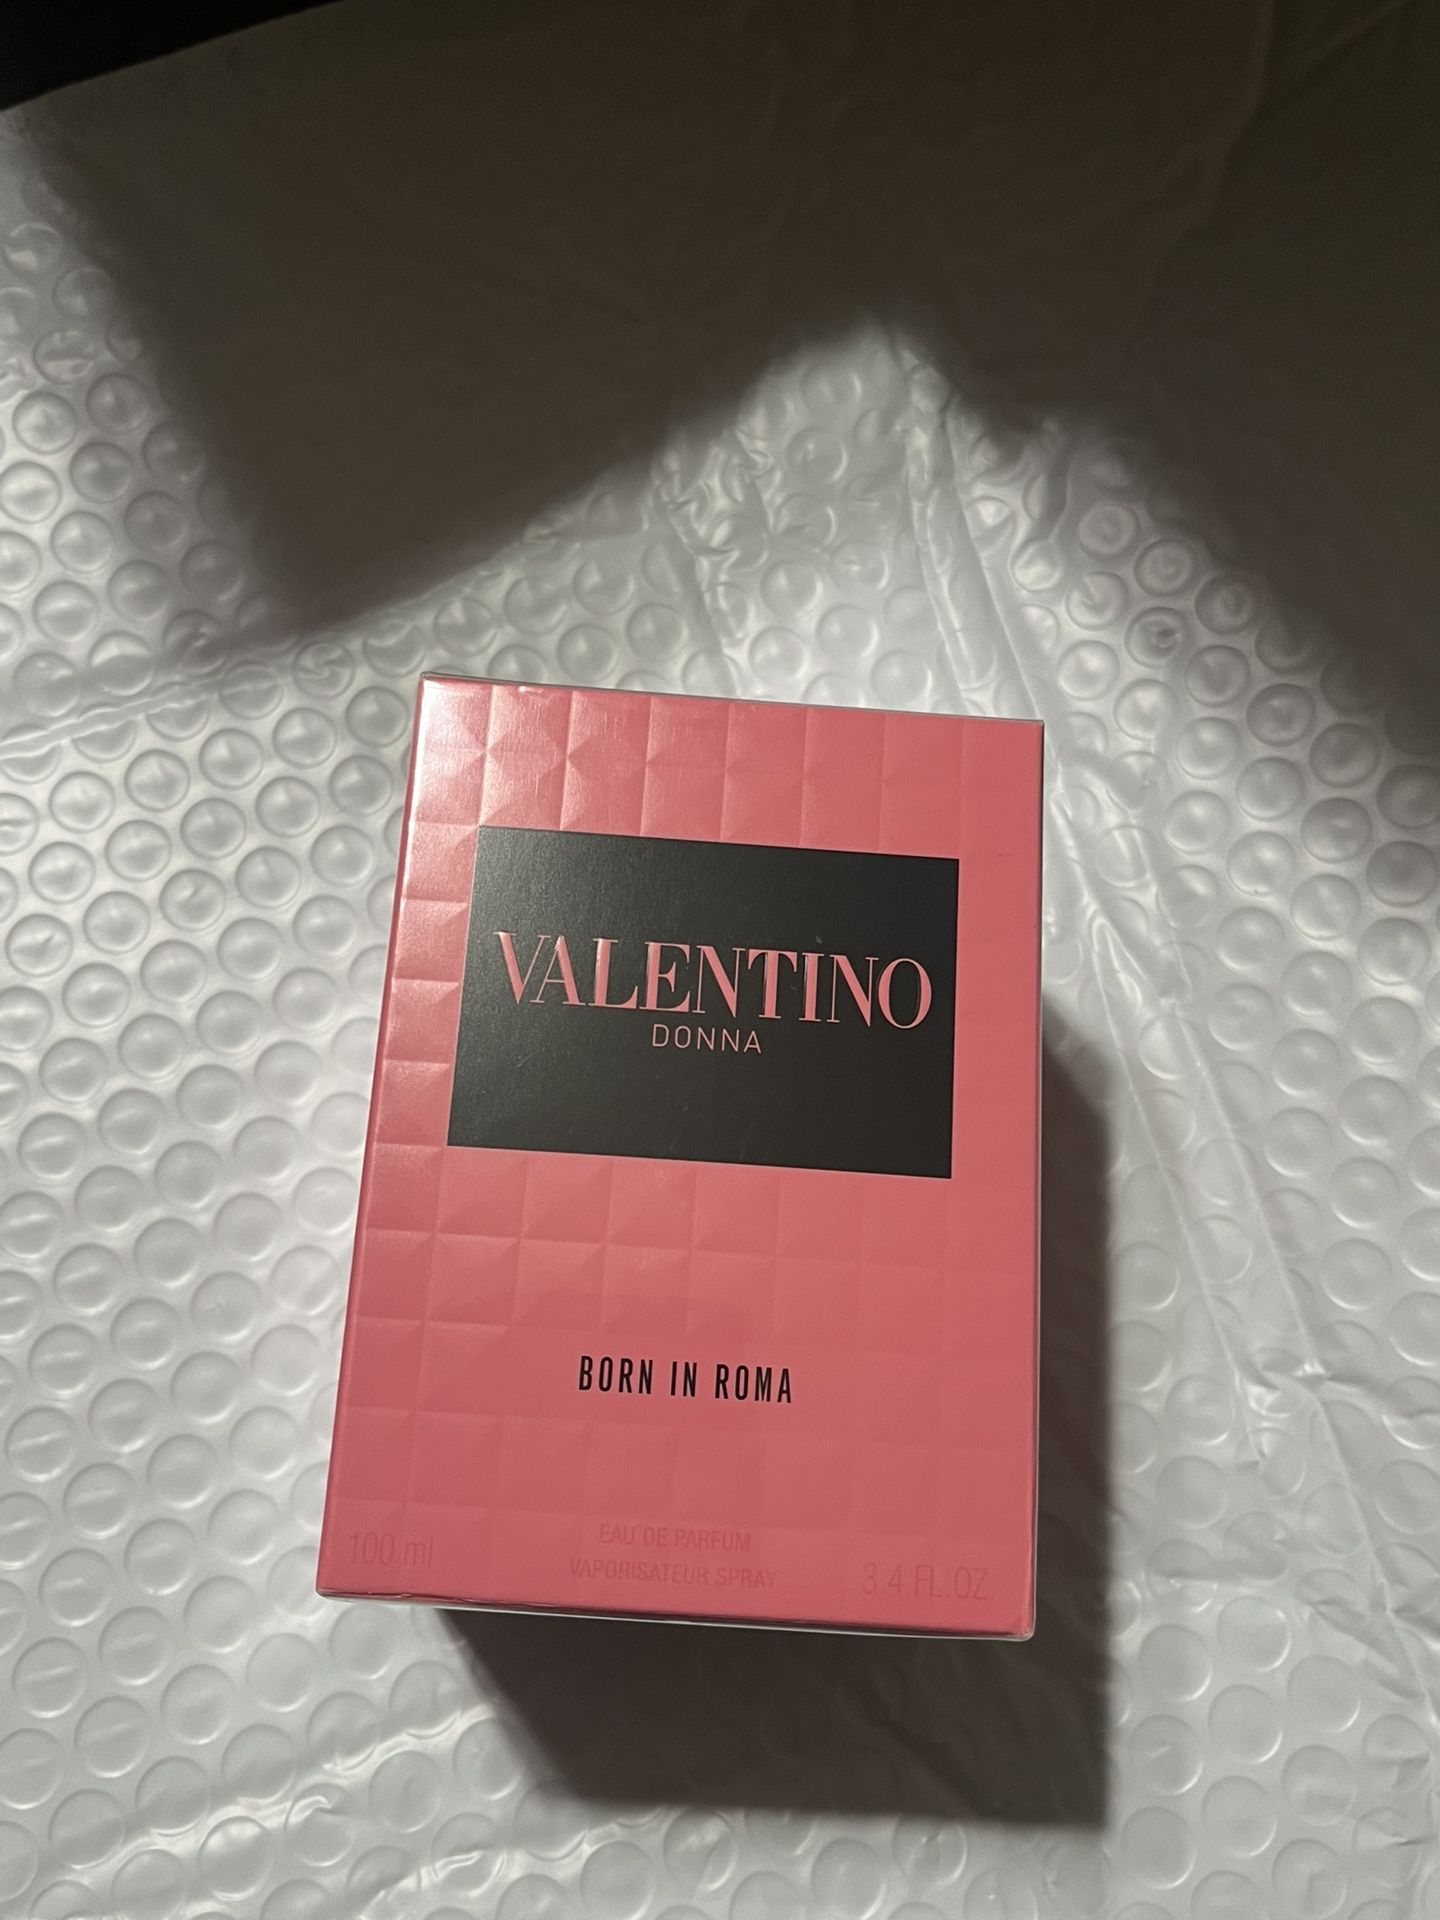 VALENTINO
DONNA
BORN IN ROMA
EAU DE PARFUM
100 ml VAPORISATEUR SPRAY 3.4 FL.OZ.